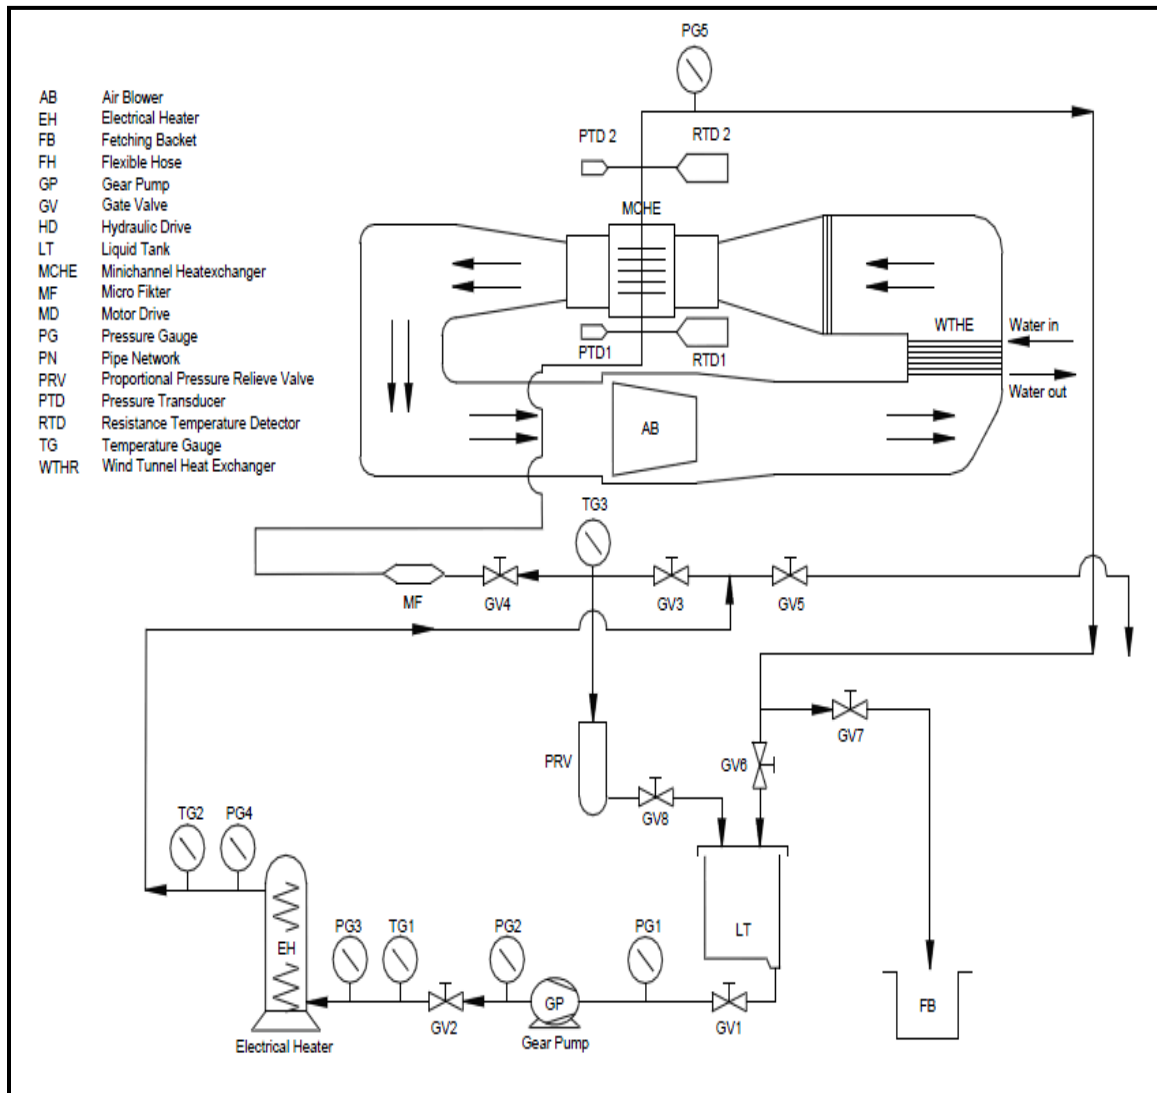 PG5
AB Air Blower
EH Electrical Heater
FB Fetching Backet
FH Flexible Hose
GP Gear Pump
GV Gate Valve
HD Hydraulic Drive
LT Liquid Tank
MCHE Minichannel Heatexchanger
MF Micro Fikter
MD Motor Drive
PG Pressure Gauge
PN Pipe Network
PRV Proportional Pressure Relieve Valve
PTD Pressure Transducer
RTD Resistance Temperature Detector
TG Temperature Gauge
WTHR Wind Tunnel Heat Exchanger
PTD 2 RTD 2
MCHE
WTHE Water in
PTD1 RTD1
Water out
AB
TG3
MF GV4 GV3 GV5
GV7
PRV GV6
GV8
TG2 PG4
LT
PG3 TG1 PG2 PG1
EH
GP FB
GV2 GV1
Electrical Heater Gear Pump